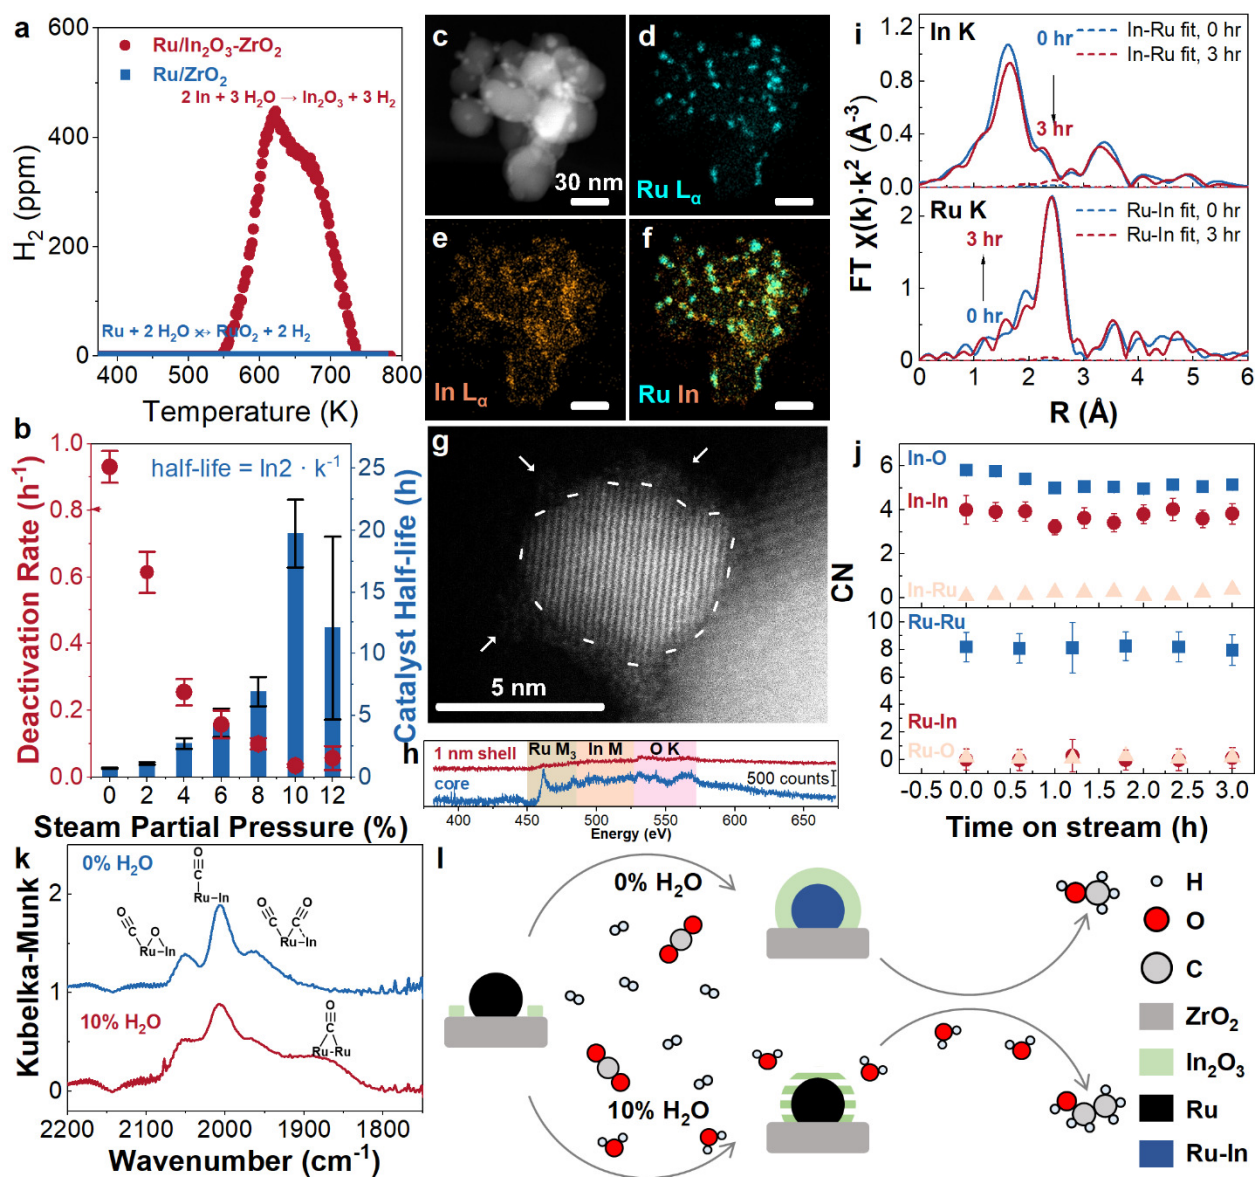 a
Ru/In₂O₃-ZrO₂
Ru/ZrO₂
2 In + 3 H₂O → In₂O₃ + 3 H₂
Ru + 2 H₂O ↛ RuO₂ + 2 H₂
600
400
200
0
H₂ (ppm)
400 500 600 700 800
Temperature (K)
b
half-life = ln2 · k⁻¹
1.0
0.8
0.6
0.4
0.2
0.0
Deactivation Rate (h⁻¹)
25
20
15
10
5
0
Catalyst Half-life (h)
0 2 4 6 8 10 12
Steam Partial Pressure (%)
c
30 nm
d
Ru Lα
e
In Lα
f
Ru In
g
5 nm
h
1 nm shell
core
Ru M₃ In M O K
500 counts
400 450 500 550 600 650
Energy (eV)
i
In K
0 hr
3 hr
In-Ru fit, 0 hr
In-Ru fit, 3 hr
1.2
0.8
0.4
0.0
Ru K
3 hr
0 hr
Ru-In fit, 0 hr
Ru-In fit, 3 hr
2
1
0
FT χ(k)·k² (Å⁻³)
0 1 2 3 4 5 6
R (Å)
j
In-O
In-In
In-Ru
6
4
2
0
Ru-Ru
Ru-In
Ru-O
8
6
4
2
0
CN
-0.5 0.0 0.5 1.0 1.5 2.0 2.5 3.0
Time on stream (h)
k
0% H₂O
O
C
Ru-In
O
C
O
Ru-In
O O
C C
Ru-In
10% H₂O
O
C
Ru-Ru
2
1
0
Kubelka-Munk
2200 2100 2000 1900 1800
Wavenumber (cm⁻¹)
l
0% H₂O
10% H₂O
H
O
C
ZrO₂
In₂O₃
Ru
Ru-In